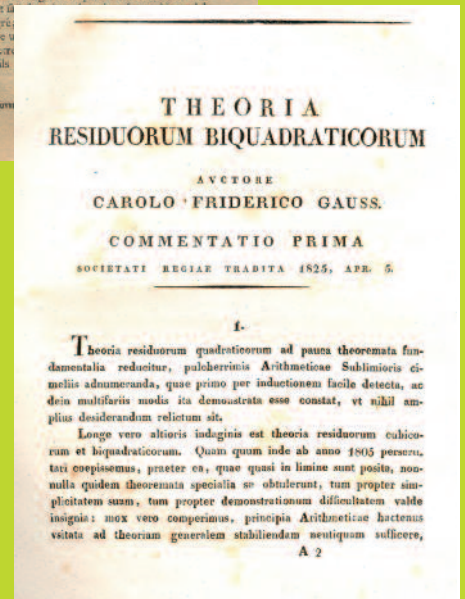 THEORIA
RESIDUORUM BIQUADRATICORUM
AVCTORE
CAROLO FRIDERICO GAUSS.
COMMENTATIO PRIMA
SOCIETATI REGIAE TRADITA 1825, APR. 5.
1.
Theoria residuorum quadraticorum ad pauca theoremata fun-
damentalia reducitur, pulcherrimis Arithmeticae Sublimioris ci-
meliis adnumeranda, quae primo per inductionem facile detecta, ac
dein multifariis modis ita demonstrata esse constat, vt nihil am-
plius desiderandum relictum sit.
Longe vero altioris indaginis est theoria residuorum cubico-
rum et biquadraticorum. Quam quum inde ab anno 1805 perscru-
tari coepissemus, praeter ea, quae quasi in limine sunt posita, non-
nulla quidem theoremata specialia se obtulerunt, tum propter sim-
plicitatem suam, tum propter demonstrationum difficultatem valde
insignia: mox vero comperimus, principia Arithmeticae hactenus
vsitata ad theoriam generalem stabiliendam neutiquam sufficere,
A 2